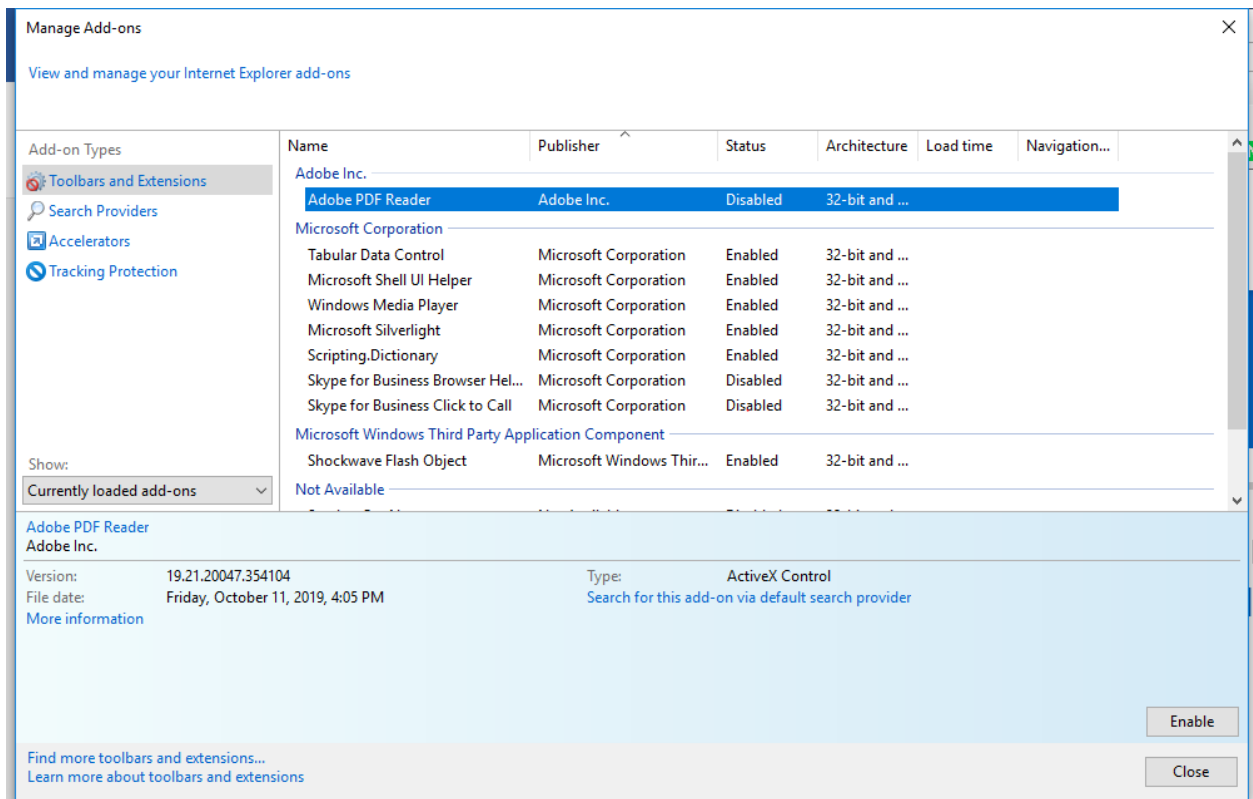 Manage Add-ons
View and manage your Internet Explorer add-ons
Add-on Types
Toolbars and Extensions
Search Providers
Accelerators
Tracking Protection
Show:
Currently loaded add-ons
Name Publisher Status Architecture Load time Navigation...
Adobe Inc.
Adobe PDF Reader Adobe Inc. Disabled 32-bit and ...
Microsoft Corporation
Tabular Data Control Microsoft Corporation Enabled 32-bit and ...
Microsoft Shell UI Helper Microsoft Corporation Enabled 32-bit and ...
Windows Media Player Microsoft Corporation Enabled 32-bit and ...
Microsoft Silverlight Microsoft Corporation Enabled 32-bit and ...
Scripting.Dictionary Microsoft Corporation Enabled 32-bit and ...
Skype for Business Browser Hel... Microsoft Corporation Disabled 32-bit and ...
Skype for Business Click to Call Microsoft Corporation Disabled 32-bit and ...
Microsoft Windows Third Party Application Component
Shockwave Flash Object Microsoft Windows Thir... Enabled 32-bit and ...
Not Available
Adobe PDF Reader
Adobe Inc.
Version: 19.21.20047.354104 Type: ActiveX Control
File date: Friday, October 11, 2019, 4:05 PM Search for this add-on via default search provider
More information
Enable
Find more toolbars and extensions...
Learn more about toolbars and extensions
Close